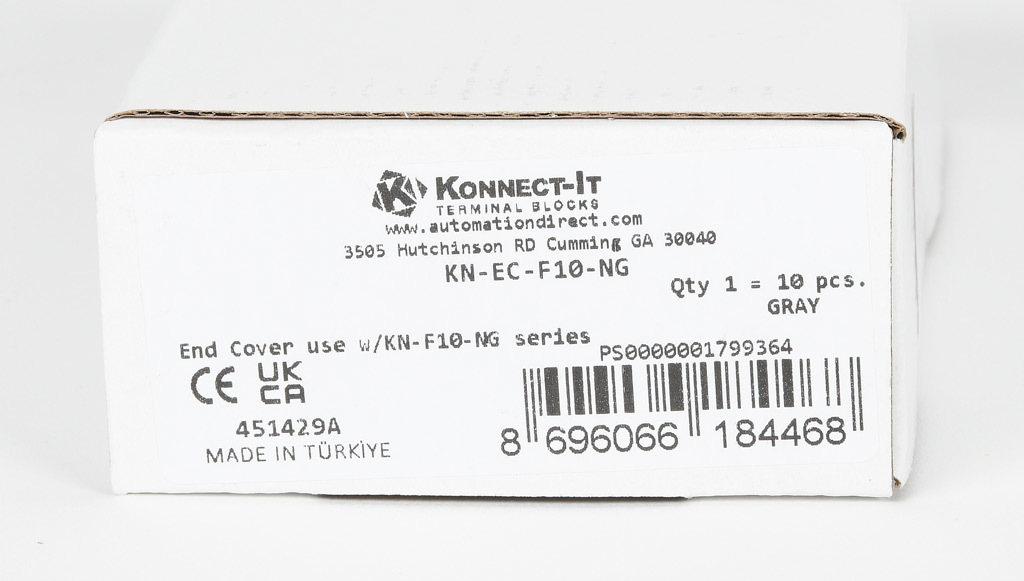 K KONNECT-IT
TERMINAL BLOCKS
www.automationdirect.com
3505 Hutchinson RD Cumming GA 30040
KN-EC-F10-NG
Qty 1 = 10 pcs.
GRAY
End Cover use w/KN-F10-NG series
PS0000001799364
CE UK CA
451429A
MADE IN TÜRKİYE
8 696066 184468